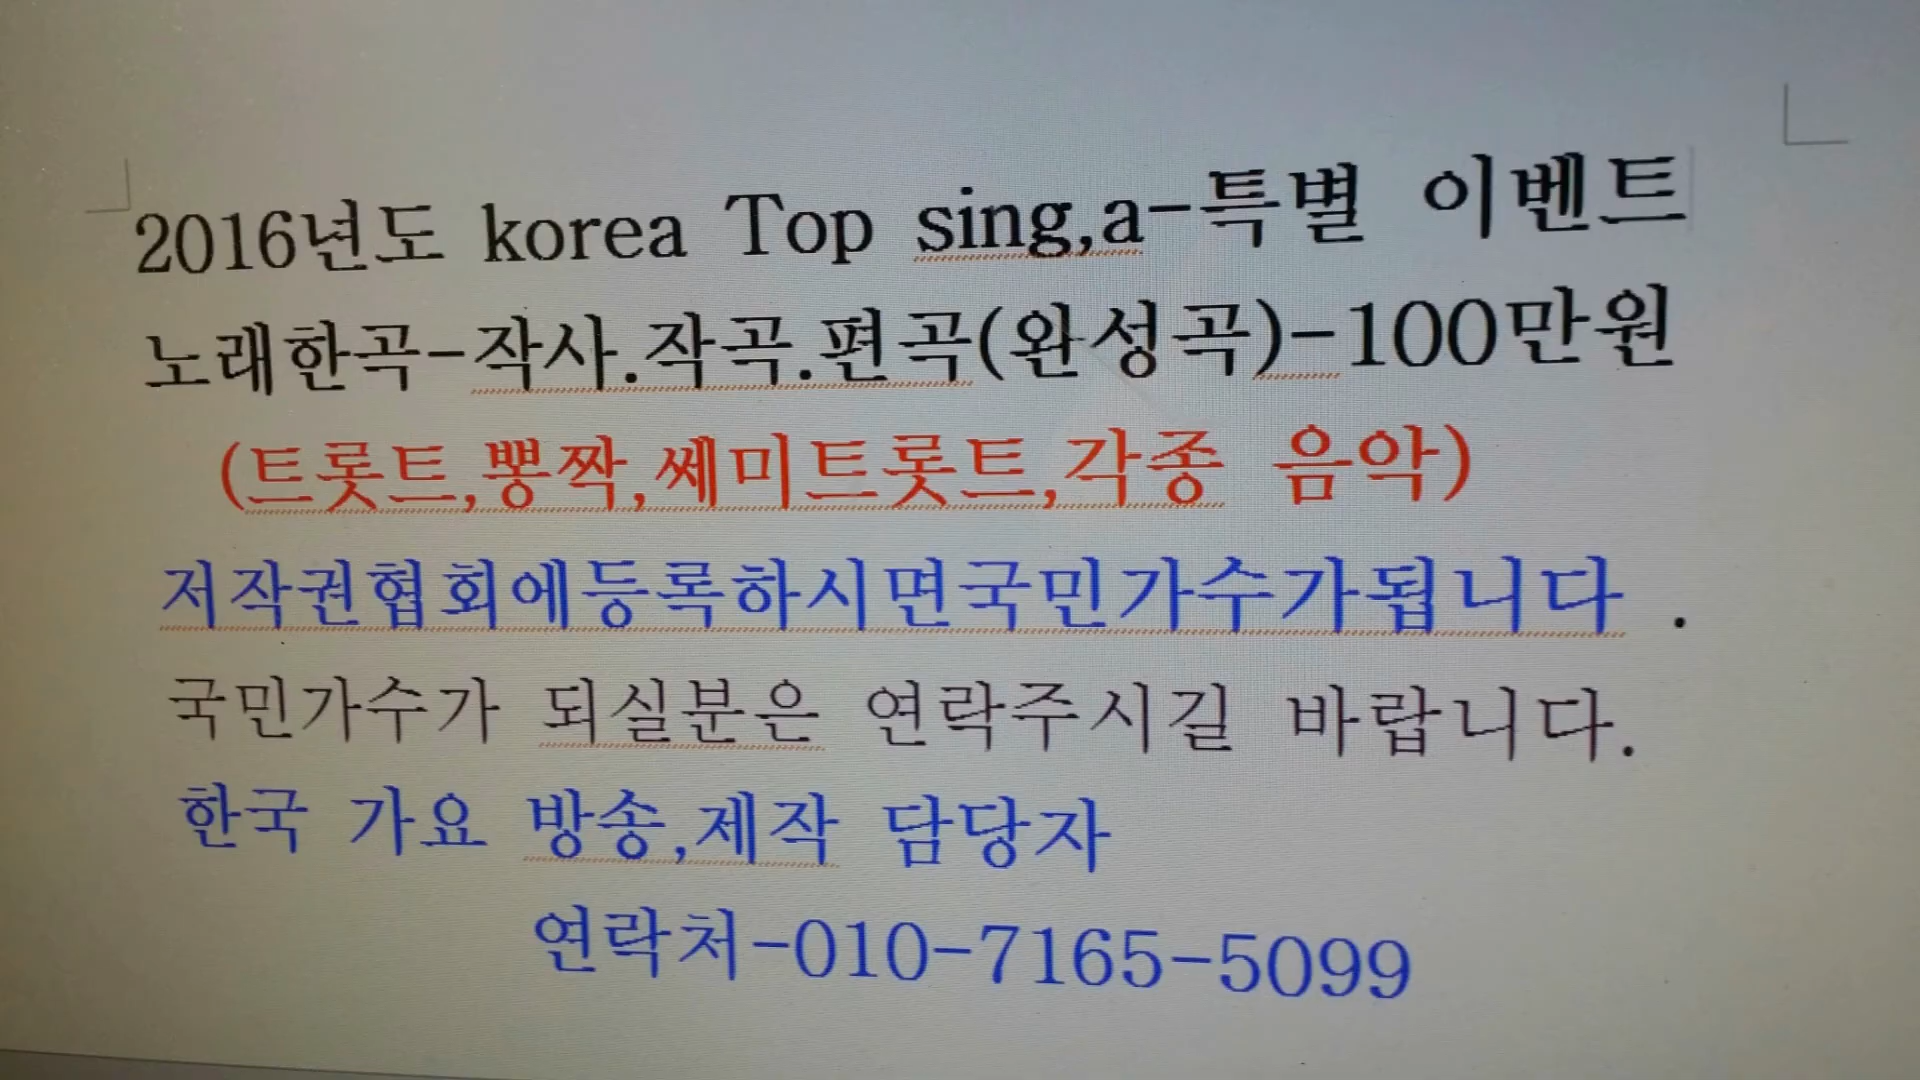 2016년도 korea Top sing,a-특별 이벤트
노래한곡-작사.작곡.편곡(완성곡)-100만원
(트롯트,뽕짝,쎄미트롯트,각종 음악)
저작권협회에등록하시면국민가수가됩니다 .
국민가수가 되실분은 연락주시길 바랍니다.
한국 가요 방송,제작 담당자
연락처-010-7165-5099